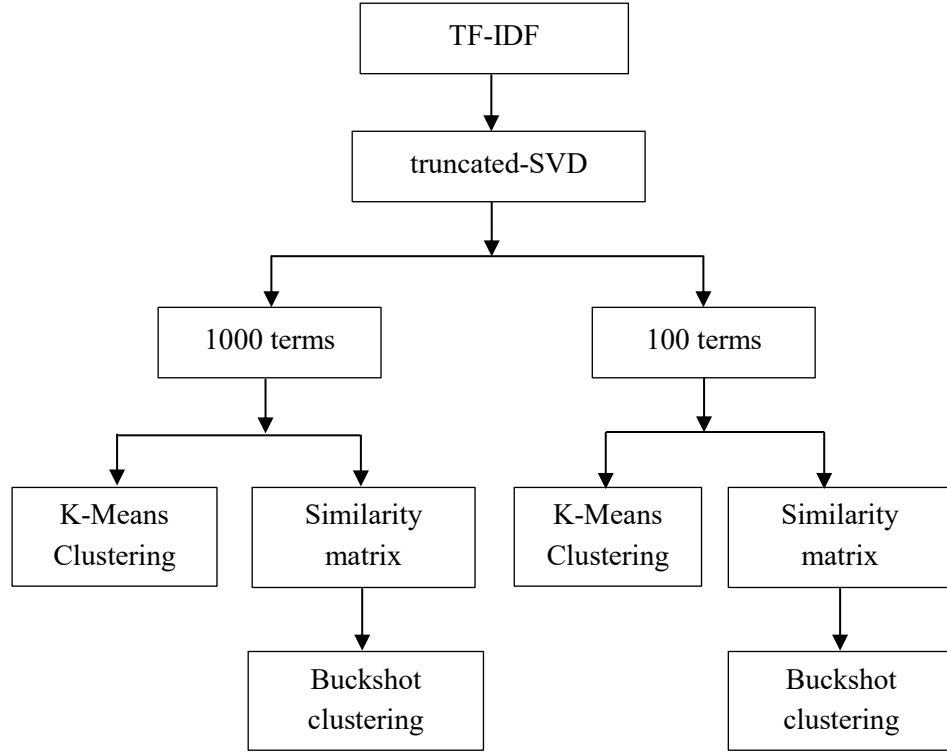 TF-IDF
truncated-SVD
1000 terms
100 terms
K-Means
Clustering
Similarity
matrix
K-Means
Clustering
Similarity
matrix
Buckshot
clustering
Buckshot
clustering